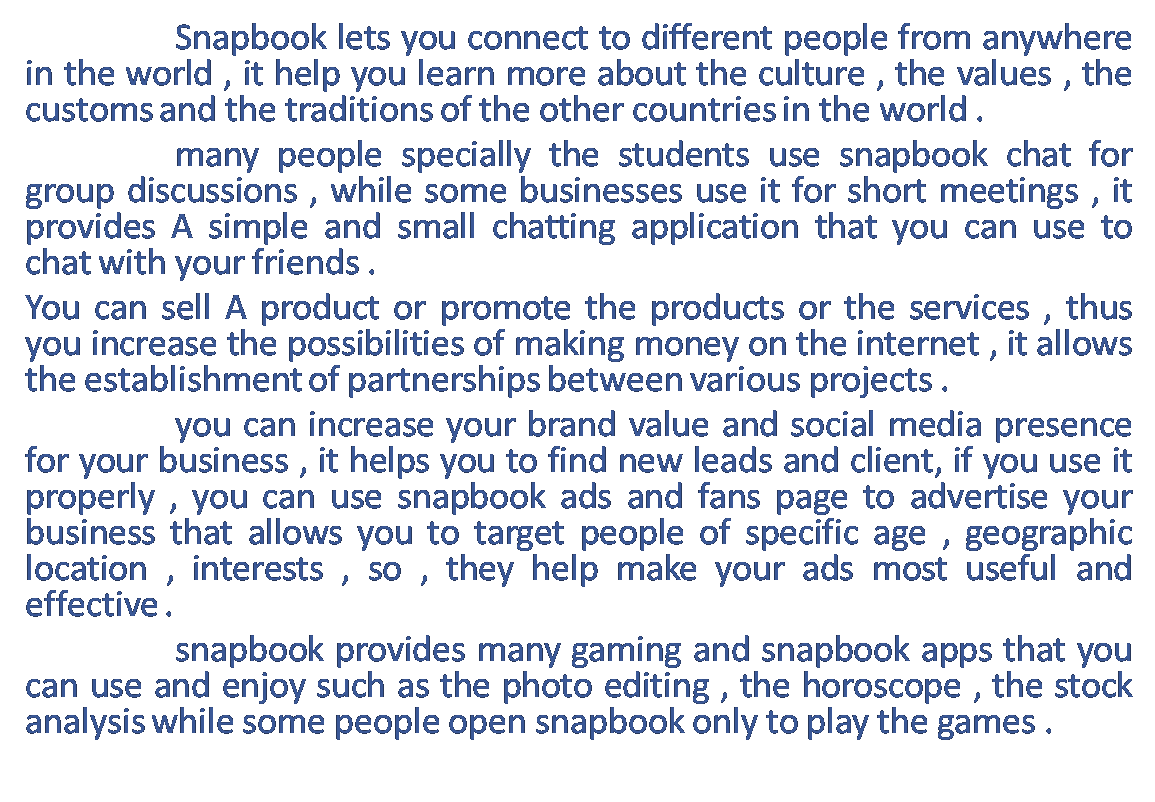 Snapbook lets you connect to different people from anywhere
in the world , it help you learn more about the culture , the values , the
customs and the traditions of the other countries in the world .
many people specially the students use snapbook chat for
group discussions , while some businesses use it for short meetings , it
provides A simple and small chatting application that you can use to
chat with your friends .
You can sell A product or promote the products or the services , thus
you increase the possibilities of making money on the internet , it allows
the establishment of partnerships between various projects .
you can increase your brand value and social media presence
for your business , it helps you to find new leads and client, if you use it
properly , you can use snapbook ads and fans page to advertise your
business that allows you to target people of specific age , geographic
location , interests , so , they help make your ads most useful and
effective .
snapbook provides many gaming and snapbook apps that you
can use and enjoy such as the photo editing , the horoscope , the stock
analysis while some people open snapbook only to play the games .